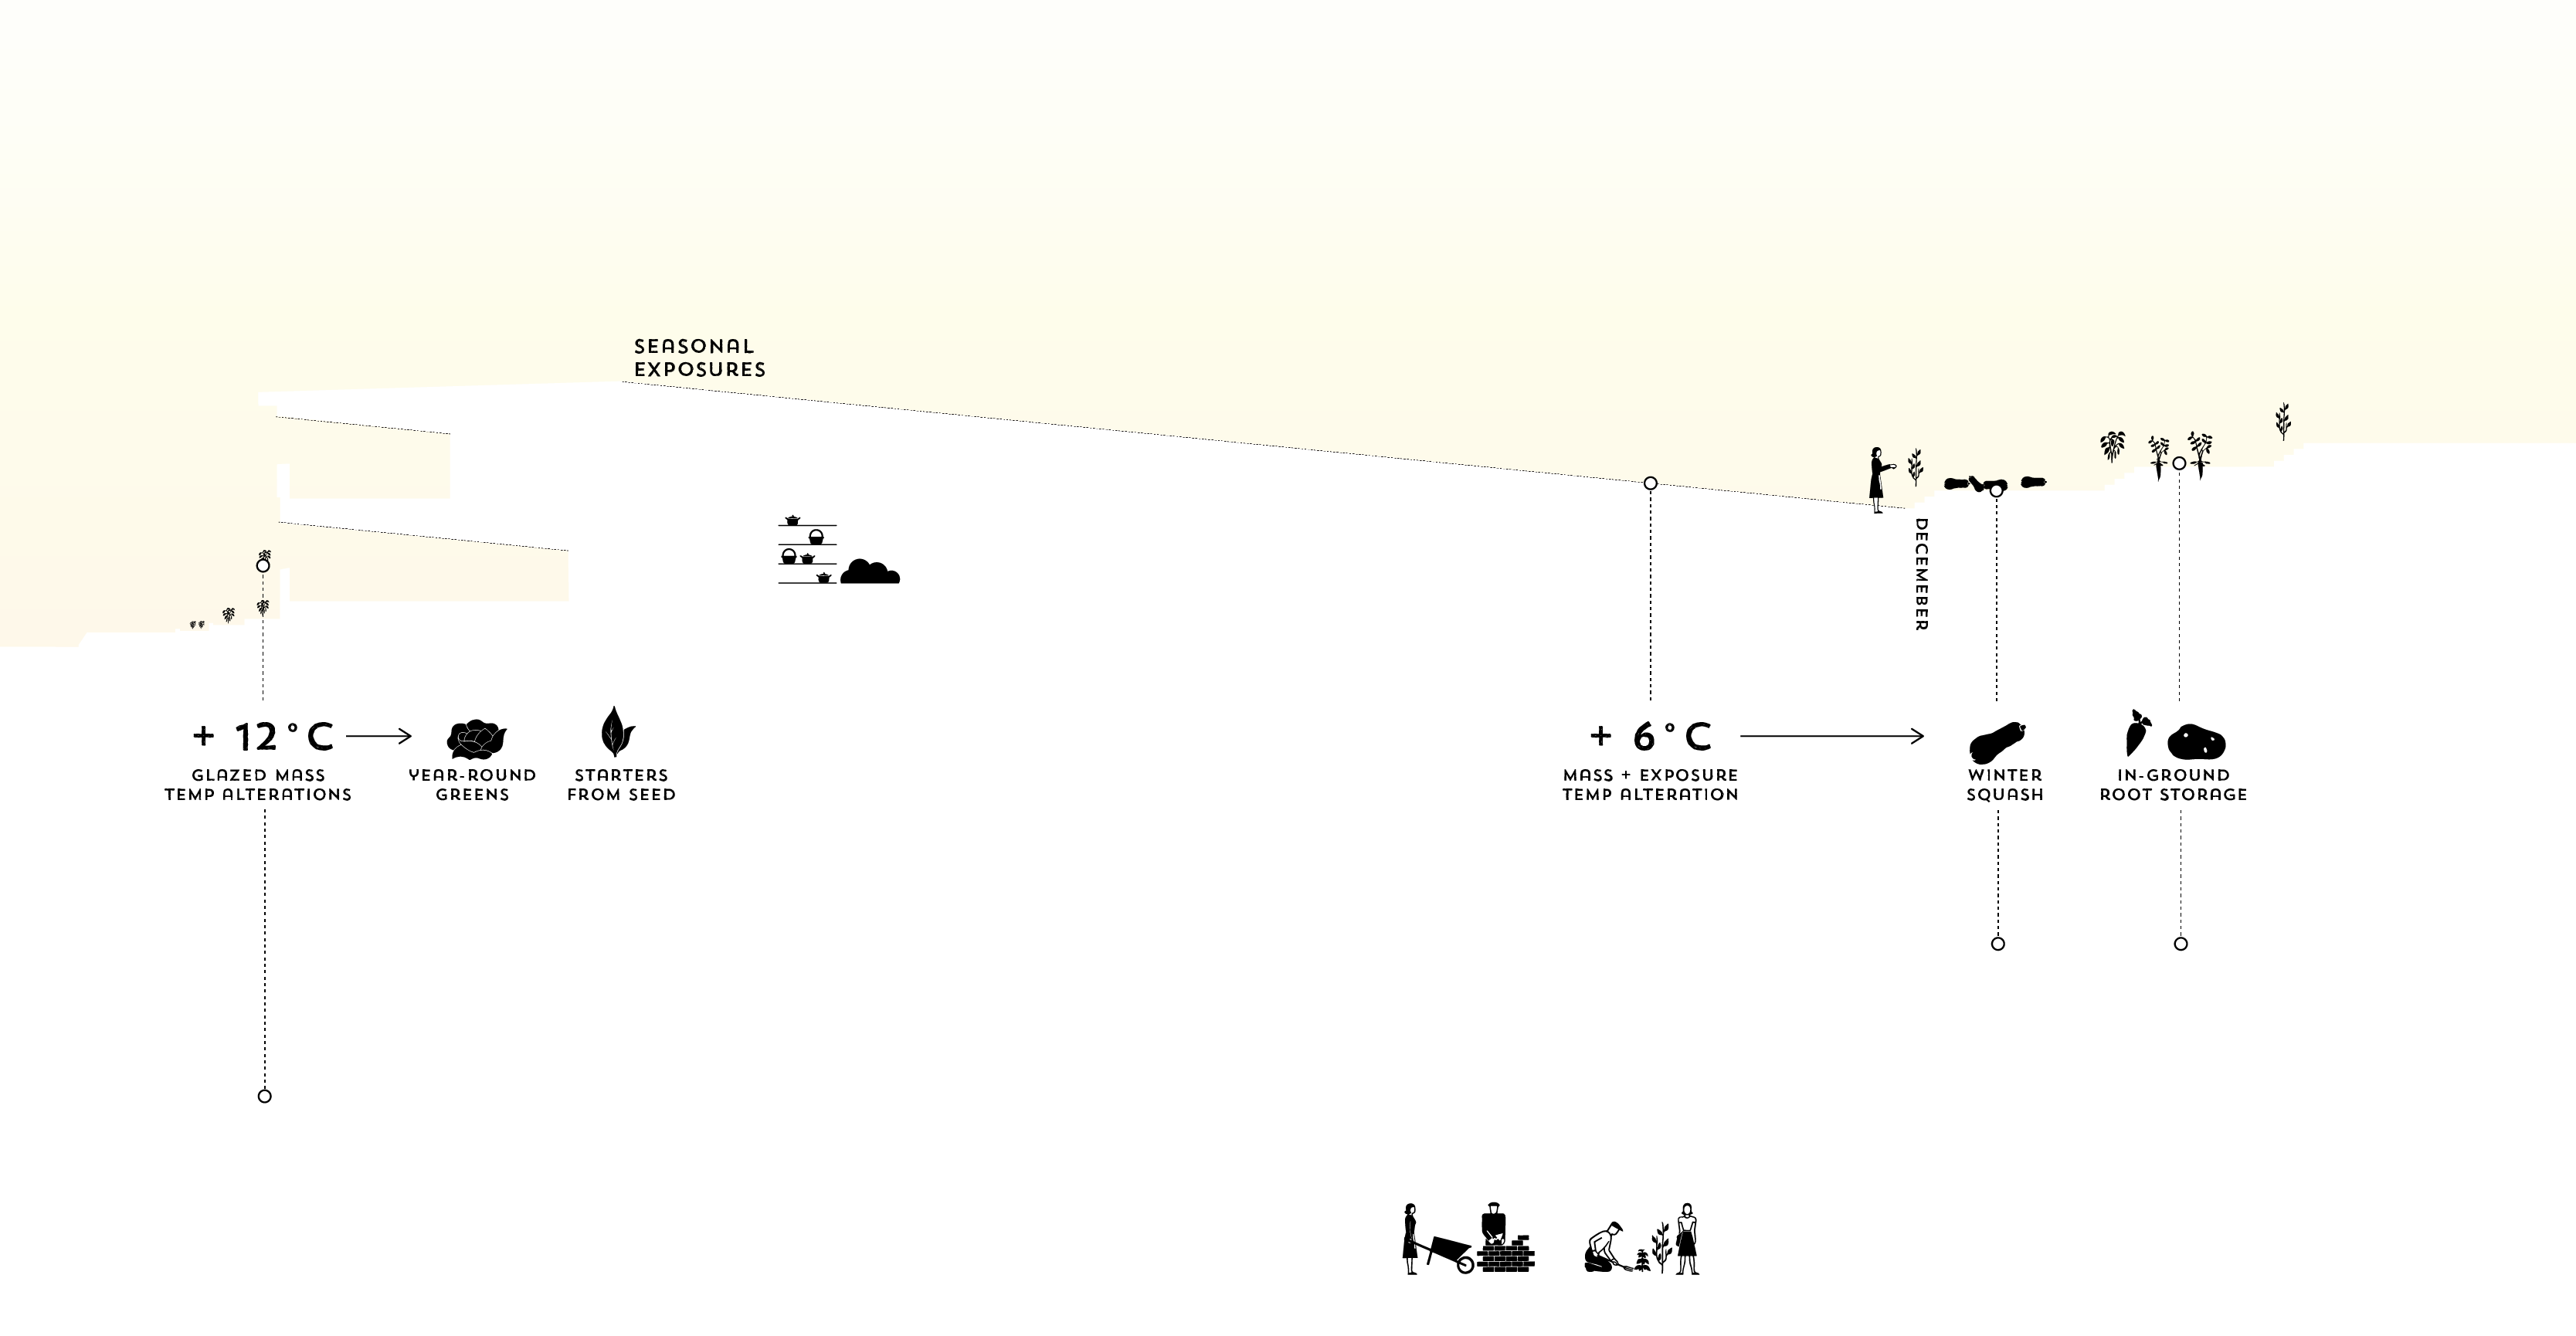 SEASONAL
EXPOSURES
DECEMEBER
+ 12°C
GLAZED MASS
TEMP ALTERATIONS
YEAR-ROUND
GREENS
STARTERS
FROM SEED
+ 6°C
MASS + EXPOSURE
TEMP ALTERATION
WINTER
SQUASH
IN-GROUND
ROOT STORAGE